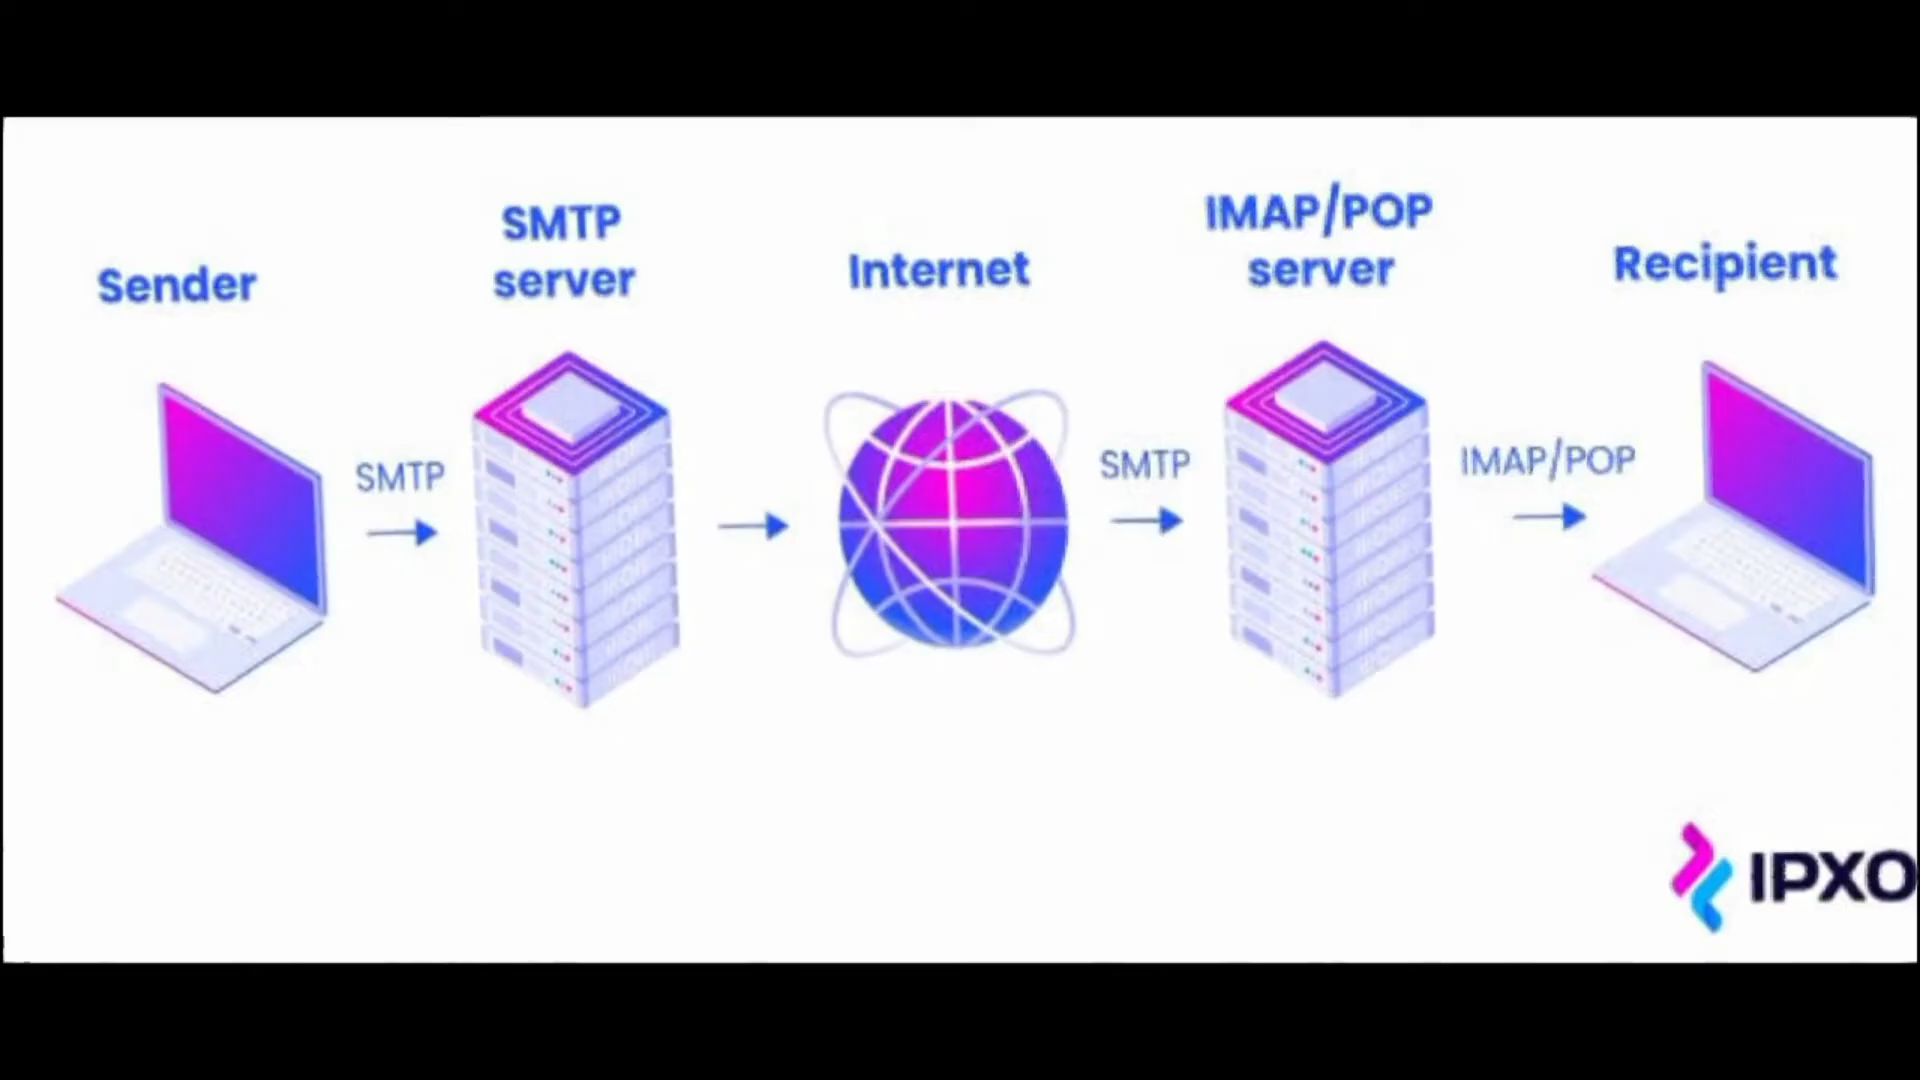 Sender
SMTP
server
Internet
IMAP/POP
server
Recipient
SMTP
SMTP
IMAP/POP
IPXO